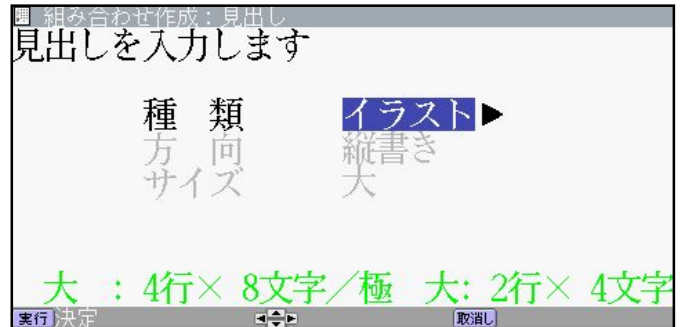 組み合わせ作成：見出し
見出しを入力します
種　類　イラスト▶
方　向　縦書き
サイズ　大
大　：4行×　8文字／極　大：2行×　4文字
実行 決定　取消し